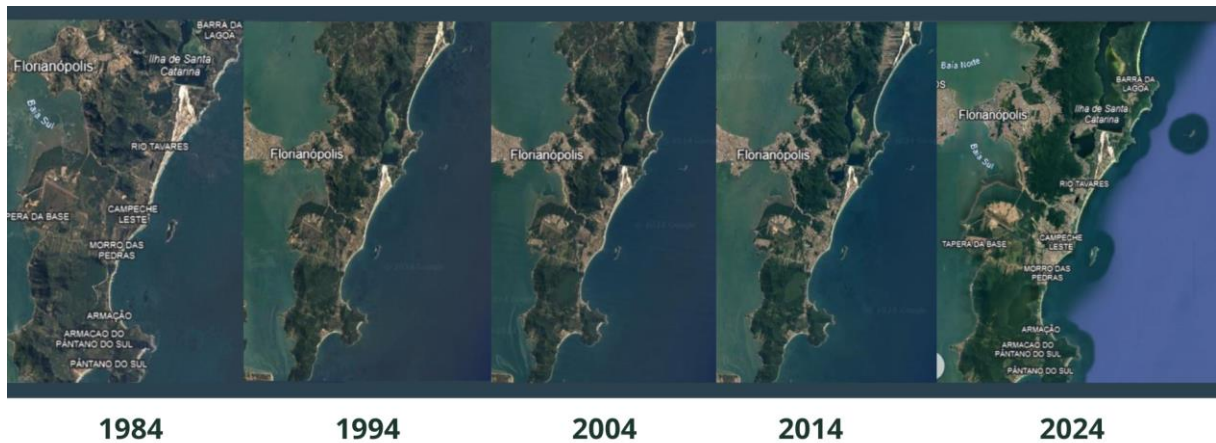 BARRA DA
LAGOA
Florianópolis
Ilha de Santa
Catarina
Baía Sul
RIO TAVARES
CAMPECHE
LESTE
PERA DA BASE
MORRO DAS
PEDRAS
ARMAÇÃO
ARMACAO DO
PÂNTANO DO SUL
PÂNTANO DO SUL
Florianópolis
Florianópolis
Florianópolis
Baía Norte
BARRA DA
LAGOA
OS
Florianópolis
Ilha de Santa
Catarina
Baía Sul
RIO TAVARES
TAPERA DA BASE
CAMPECHE
LESTE
MORRO DAS
PEDRAS
ARMAÇÃO
ARMACAO DO
PÂNTANO DO SUL
PÂNTANO DO SUL
1984
1994
2004
2014
2024